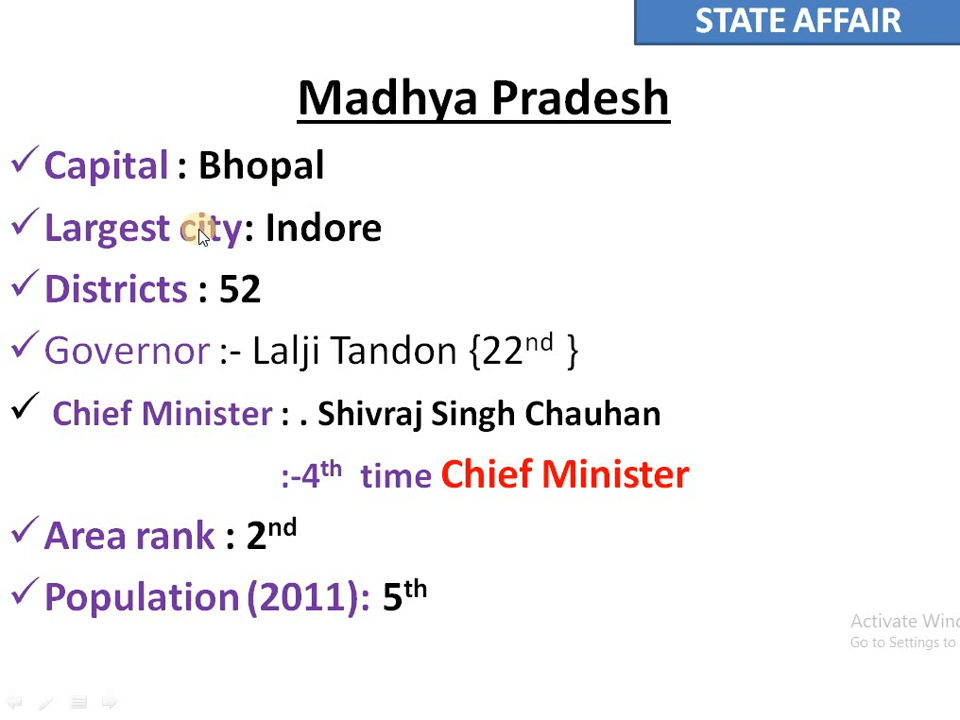 STATE AFFAIR
Madhya Pradesh
✓ Capital : Bhopal
✓ Largest city: Indore
✓ Districts : 52
✓ Governor :- Lalji Tandon {22nd }
✓ Chief Minister : . Shivraj Singh Chauhan
:-4th time Chief Minister
✓ Area rank : 2nd
✓ Population (2011): 5th
Activate Wind
Go to Settings to